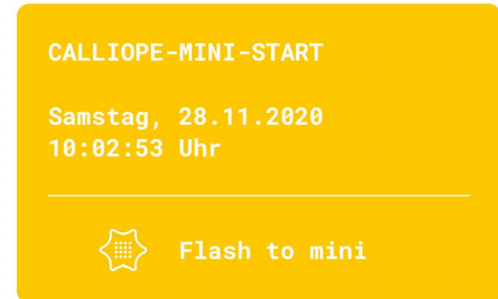 CALLIOPE-MINI-START
Samstag, 28.11.2020
10:02:53 Uhr
Flash to mini